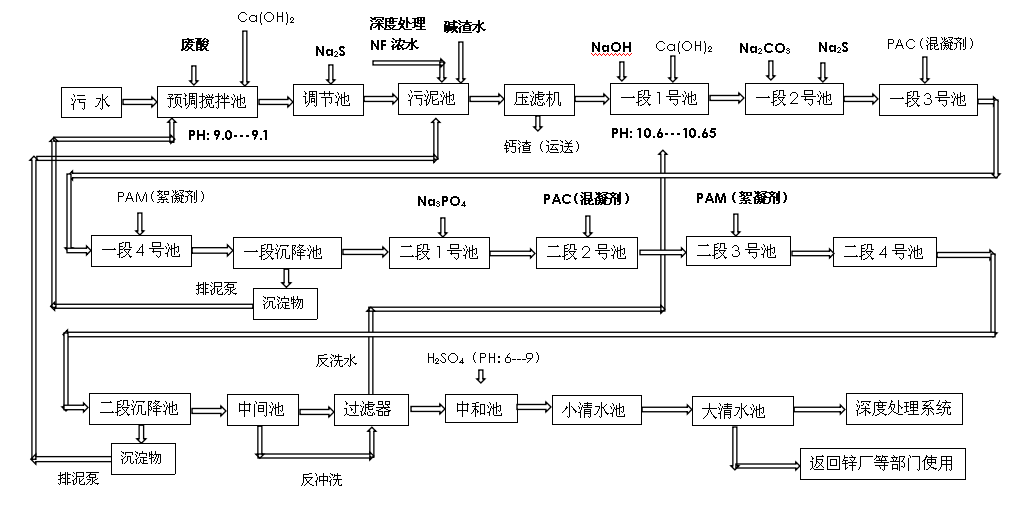 Ca(OH)₂
深度处理
碱渣水
NF 浓水
废酸
Na₂S
NaOH
Ca(OH)₂
Na₂CO₃
Na₂S
PAC(混凝剂)
污 水
预调搅拌池
调节池
污泥池
压滤机
一段1号池
一段2号池
一段3号池
PH: 9.0---9.1
钙渣（运送）
PH: 10.6---10.65
PAM(絮凝剂)
Na₃PO₄
PAC(混凝剂)
PAM（絮凝剂）
一段4号池
一段沉降池
二段1号池
二段2号池
二段3号池
二段4号池
排泥泵
沉淀物
反洗水
H₂SO₄（PH: 6---9）
二段沉降池
中间池
过滤器
中和池
小清水池
大清水池
深度处理系统
沉淀物
排泥泵
反冲洗
返回锌厂等部门使用